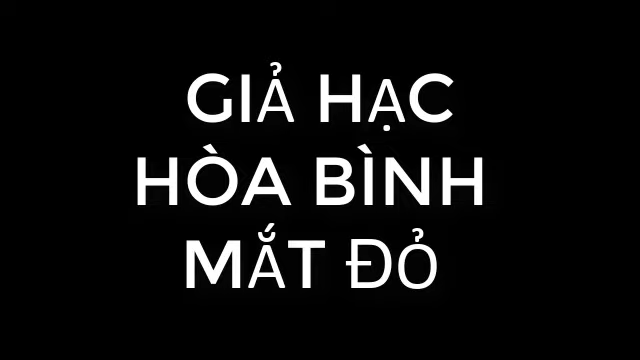 GIẢ HẠC
HÒA BÌNH
MẮT ĐỎ